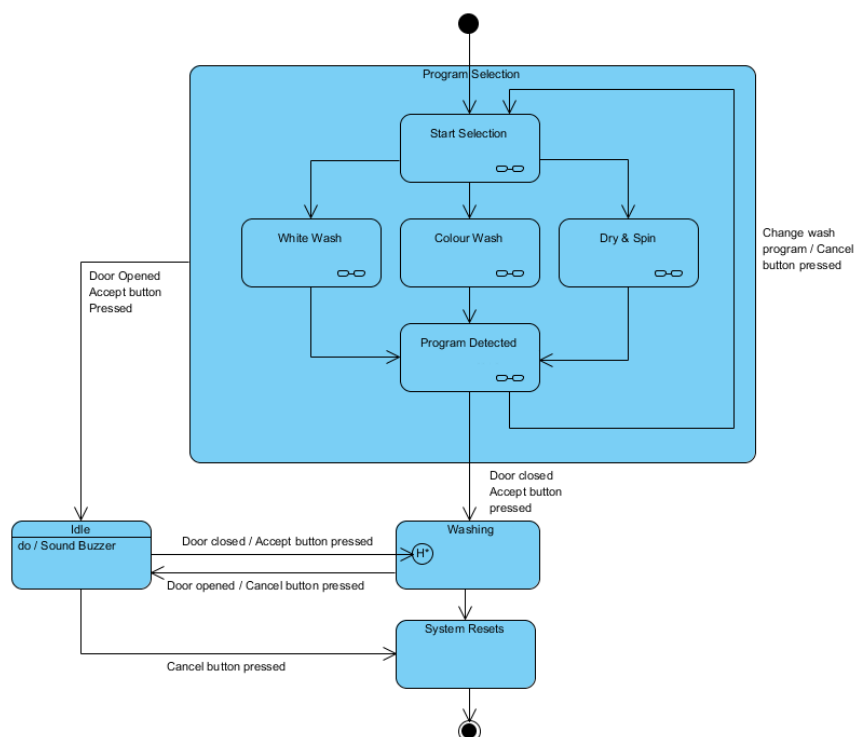 Program Selection
Start Selection
White Wash
Colour Wash
Dry & Spin
Change wash
program / Cancel
button pressed
Door Opened
Accept button
Pressed
Program Detected
Door closed
Accept button
pressed
Idle
do / Sound Buzzer
Door closed / Accept button pressed
Washing
H*
Door opened / Cancel button pressed
System Resets
Cancel button pressed